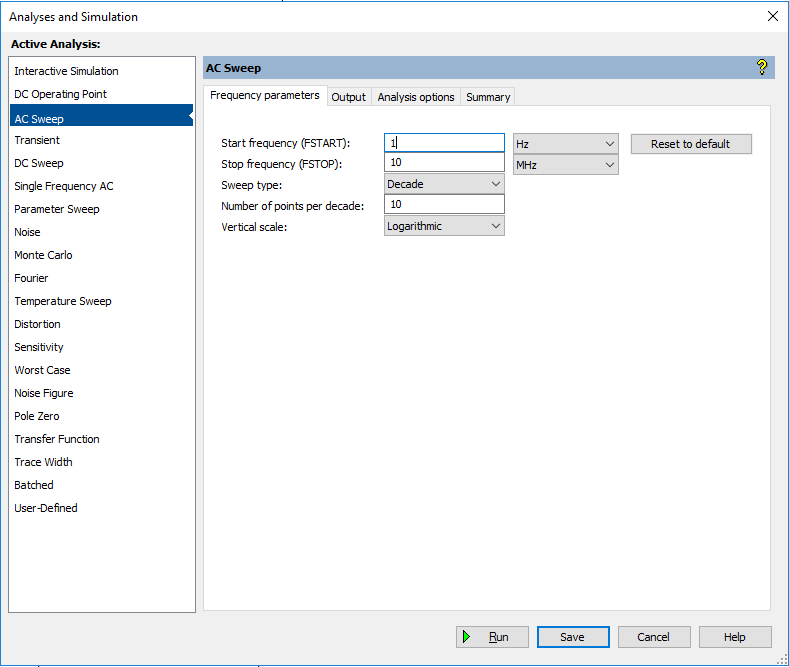 Analyses and Simulation
Active Analysis:
Interactive Simulation
DC Operating Point
AC Sweep
Transient
DC Sweep
Single Frequency AC
Parameter Sweep
Noise
Monte Carlo
Fourier
Temperature Sweep
Distortion
Sensitivity
Worst Case
Noise Figure
Pole Zero
Transfer Function
Trace Width
Batched
User-Defined
AC Sweep ?
Frequency parameters Output Analysis options Summary
Start frequency (FSTART): 1 Hz Reset to default
Stop frequency (FSTOP): 10 MHz
Sweep type: Decade
Number of points per decade: 10
Vertical scale: Logarithmic
Run Save Cancel Help